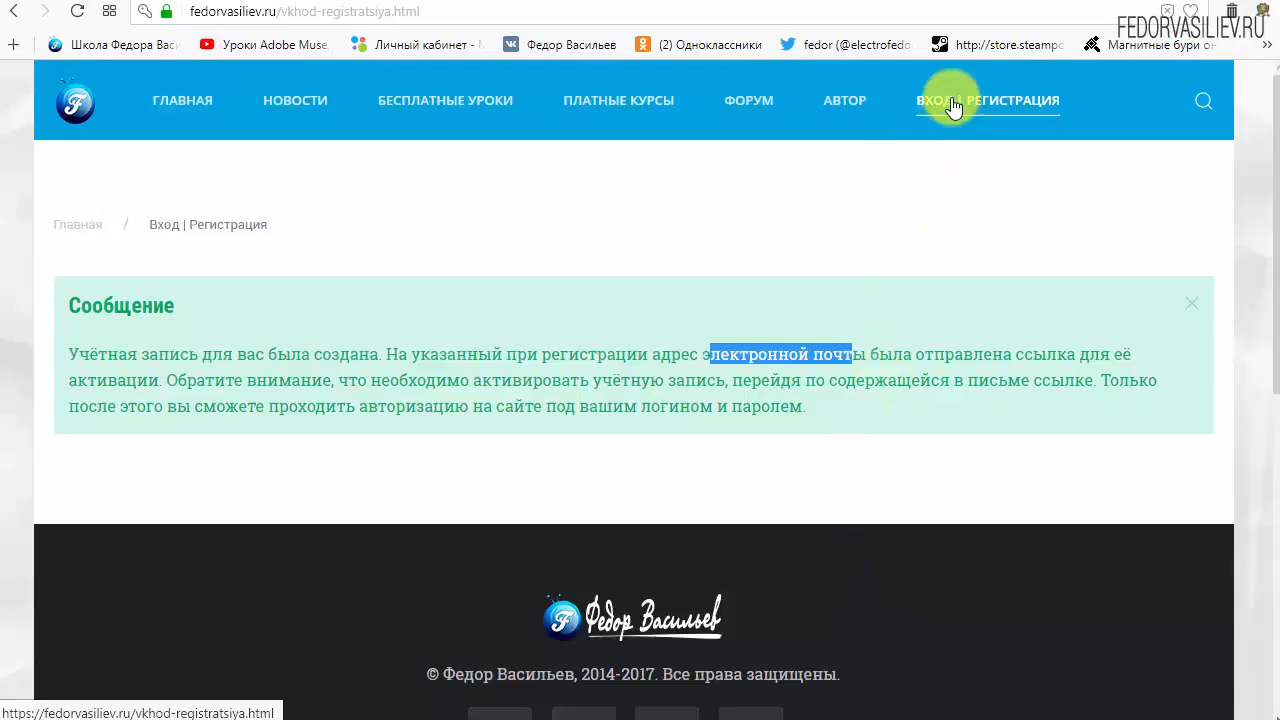 fedorvasiliev.ru/vkhod-registratsiya.html
FEDORVASILIEV.RU
Школа Федора Васи Уроки Adobe Muse Личный кабинет - М Федор Васильев (2) Одноклассники fedor (@electrofedo http://store.steampo Магнитные бури он
ГЛАВНАЯ НОВОСТИ БЕСПЛАТНЫЕ УРОКИ ПЛАТНЫЕ КУРСЫ ФОРУМ АВТОР ВХОД | РЕГИСТРАЦИЯ
Главная / Вход | Регистрация
Сообщение
Учётная запись для вас была создана. На указанный при регистрации адрес электронной почты была отправлена ссылка для её
активации. Обратите внимание, что необходимо активировать учётную запись, перейдя по содержащейся в письме ссылке. Только
после этого вы сможете проходить авторизацию на сайте под вашим логином и паролем.
Федор Васильев
© Федор Васильев, 2014-2017. Все права защищены.
https://fedorvasiliev.ru/vkhod-registratsiya.html